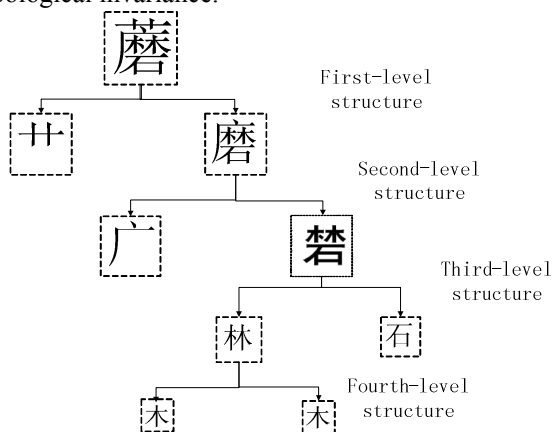 ological invariance.
蘑
First-level
structure
艹 磨
Second-level
structure
广 椘
Third-level
structure
林 石
Fourth-level
structure
木 木